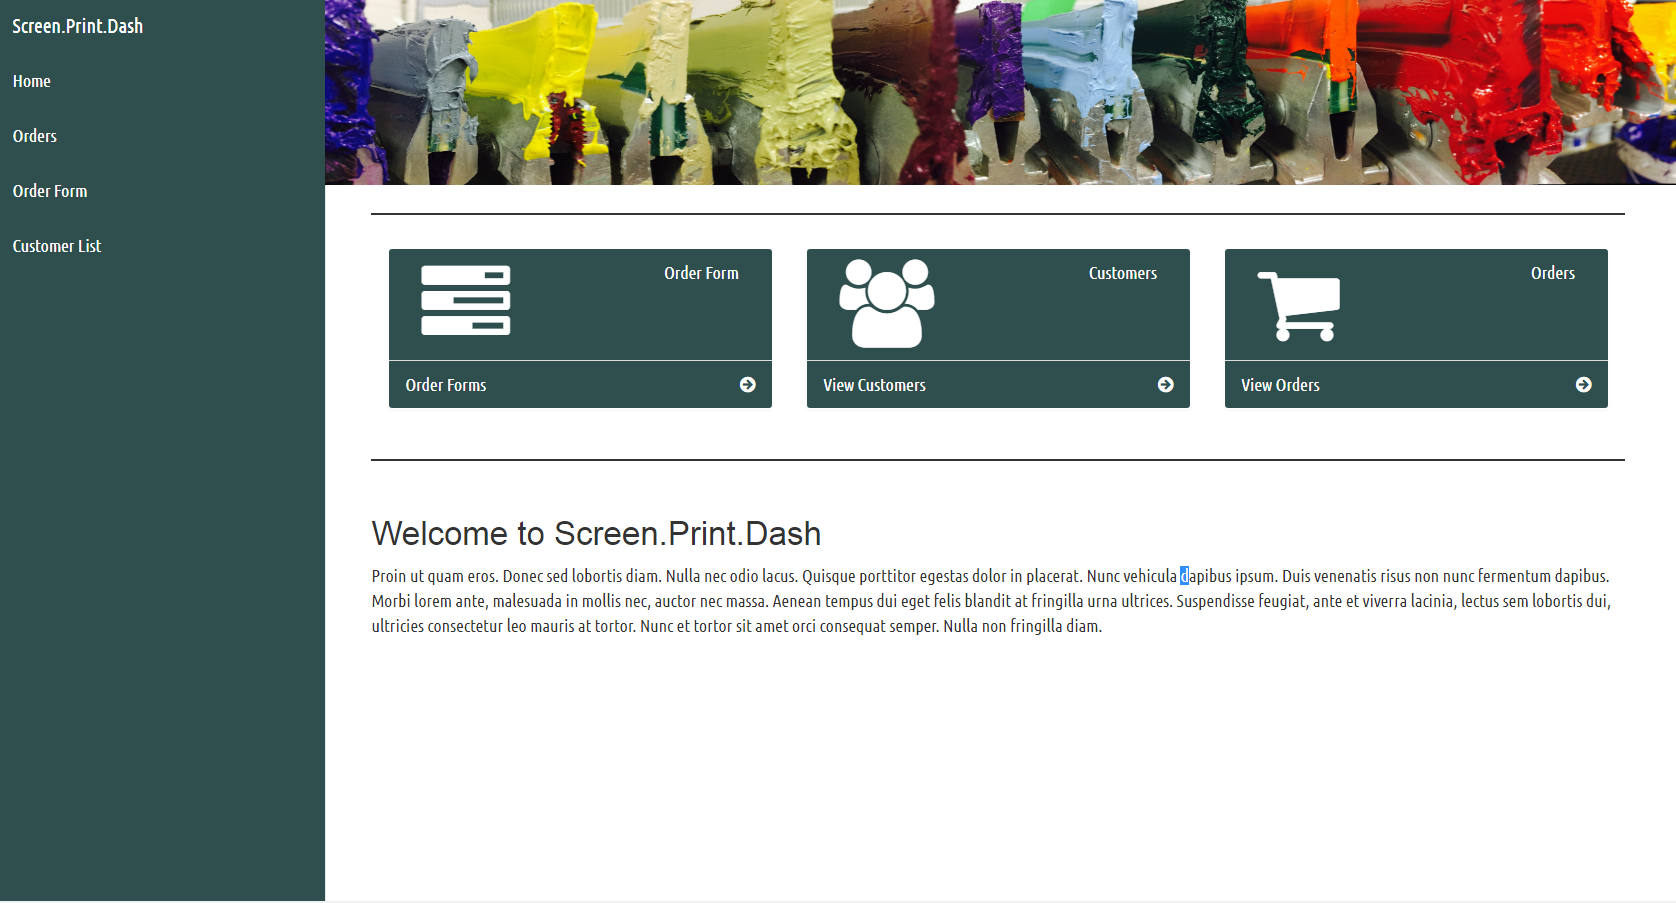 Screen.Print.Dash
Home
Orders
Order Form
Customer List
Order Form
Order Forms
Customers
View Customers
Orders
View Orders
Welcome to Screen.Print.Dash
Proin ut quam eros. Donec sed lobortis diam. Nulla nec odio lacus. Quisque porttitor egestas dolor in placerat. Nunc vehicula dapibus ipsum. Duis venenatis risus non nunc fermentum dapibus.
Morbi lorem ante, malesuada in mollis nec, auctor nec massa. Aenean tempus dui eget felis blandit at fringilla urna ultrices. Suspendisse feugiat, ante et viverra lacinia, lectus sem lobortis dui,
ultricies consectetur leo mauris at tortor. Nunc et tortor sit amet orci consequat semper. Nulla non fringilla diam.